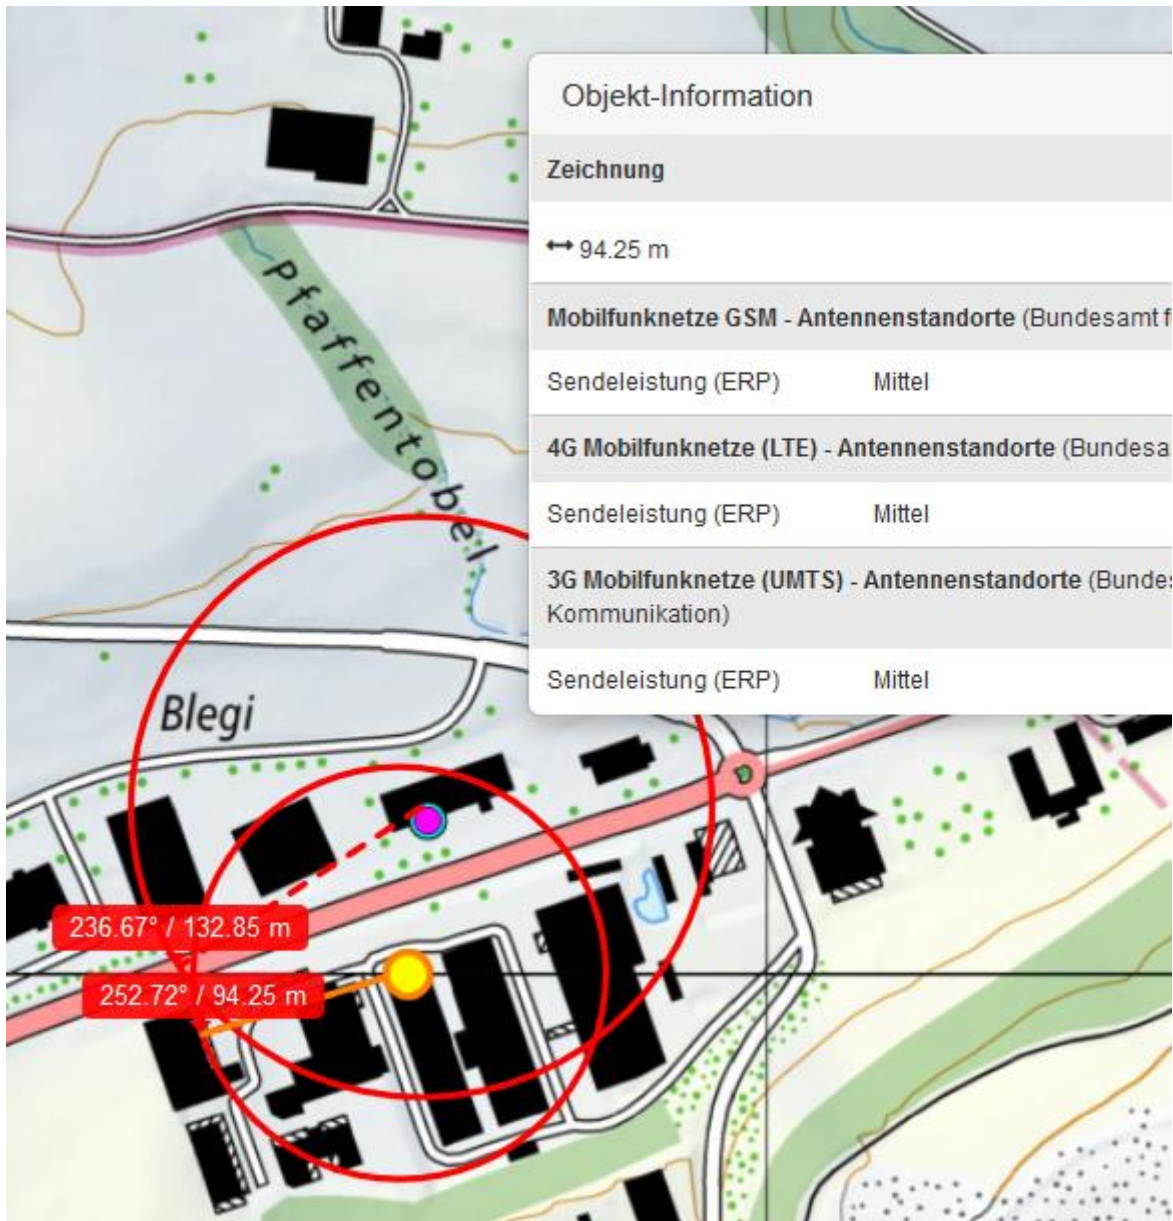 Objekt-Information
Zeichnung
↔ 94.25 m
Mobilfunknetze GSM - Antennenstandorte (Bundesamt f
Sendeleistung (ERP) Mittel
4G Mobilfunknetze (LTE) - Antennenstandorte (Bundesa
Sendeleistung (ERP) Mittel
3G Mobilfunknetze (UMTS) - Antennenstandorte (Bundes
Kommunikation)
Sendeleistung (ERP) Mittel
Pfaffentobel
Blegi
236.67° / 132.85 m
252.72° / 94.25 m